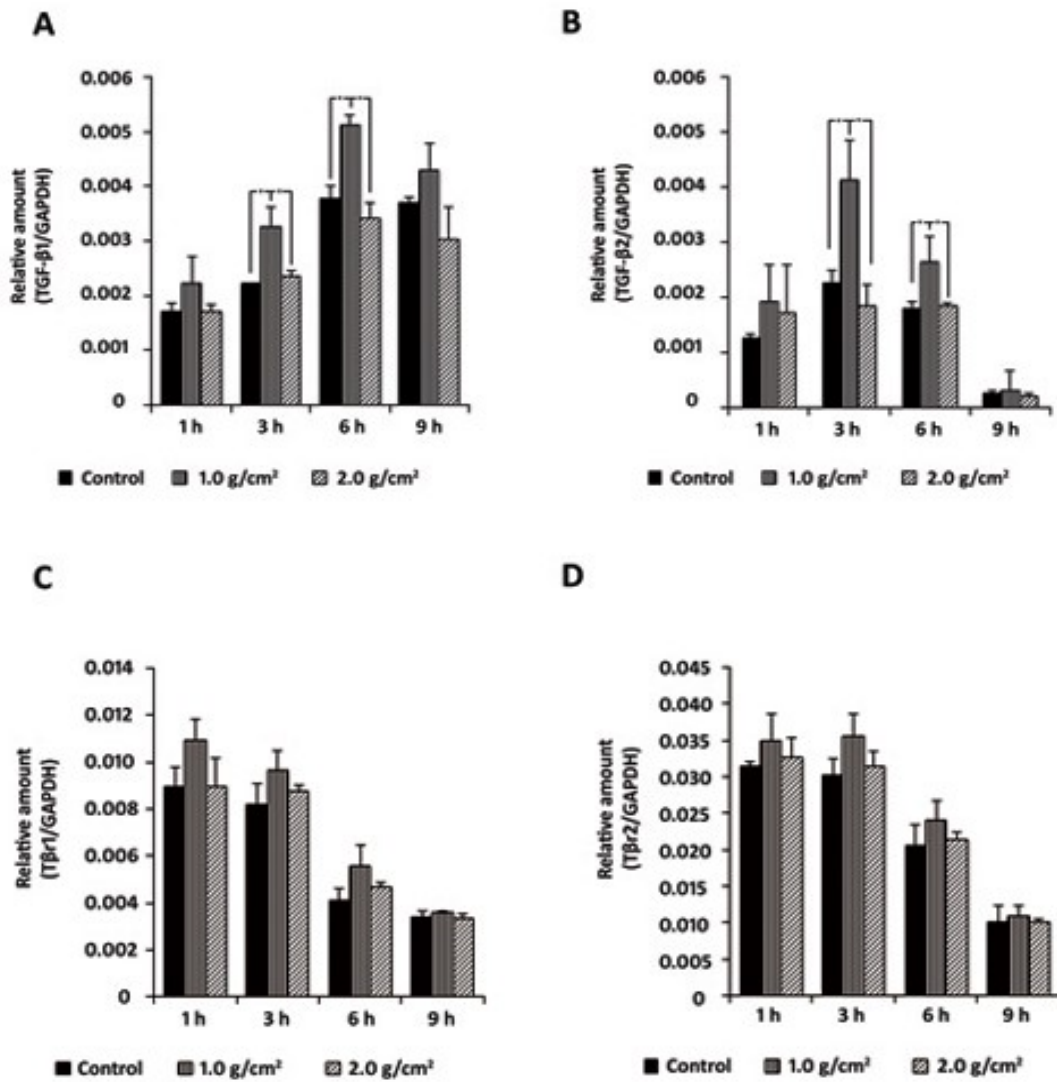 A
0.006
0.005
0.004
0.003
0.002
0.001
0
Relative amount
(TGF-β1/GAPDH)
1 h 3 h 6 h 9 h
Control 1.0 g/cm² 2.0 g/cm²
B
0.006
0.005
0.004
0.003
0.002
0.001
0
Relative amount
(TGF-β2/GAPDH)
1 h 3 h 6 h 9 h
Control 1.0 g/cm² 2.0 g/cm²
C
0.014
0.012
0.010
0.008
0.006
0.004
0.002
0
Relative amount
(Tβr1/GAPDH)
1 h 3 h 6 h 9 h
Control 1.0 g/cm² 2.0 g/cm²
D
0.045
0.040
0.035
0.030
0.025
0.020
0.015
0.010
0.005
0
Relative amount
(Tβr2/GAPDH)
1 h 3 h 6 h 9 h
Control 1.0 g/cm² 2.0 g/cm²